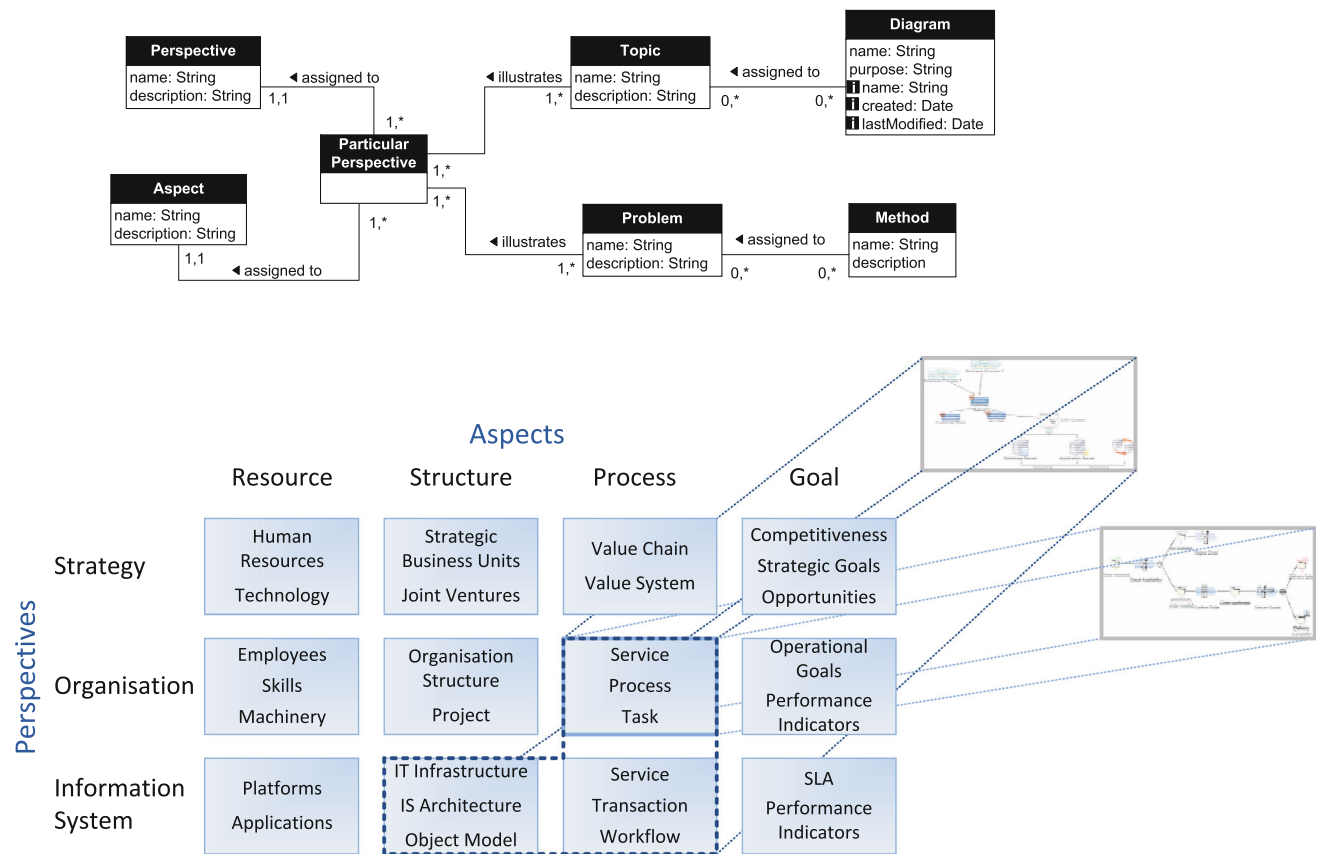 Perspective
name: String
description: String
◄ assigned to
1,1
1,*
Aspect
name: String
description: String
1,1
◄ assigned to
1,*
Particular
Perspective
1,*
1,*
◄ illustrates
1,*
Topic
name: String
description: String
◄ assigned to
0,*
0,*
Diagram
name: String
purpose: String
i name: String
i created: Date
i lastModified: Date
◄ illustrates
1,*
Problem
name: String
description: String
◄ assigned to
0,*
0,*
Method
name: String
description
Aspects
Resource
Structure
Process
Goal
Perspectives
Strategy
Human
Resources
Technology
Strategic
Business Units
Joint Ventures
Value Chain
Value System
Competitiveness
Strategic Goals
Opportunities
Organisation
Employees
Skills
Machinery
Organisation
Structure
Project
Service
Process
Task
Operational
Goals
Performance
Indicators
Information
System
Platforms
Applications
IT Infrastructure
IS Architecture
Object Model
Service
Transaction
Workflow
SLA
Performance
Indicators